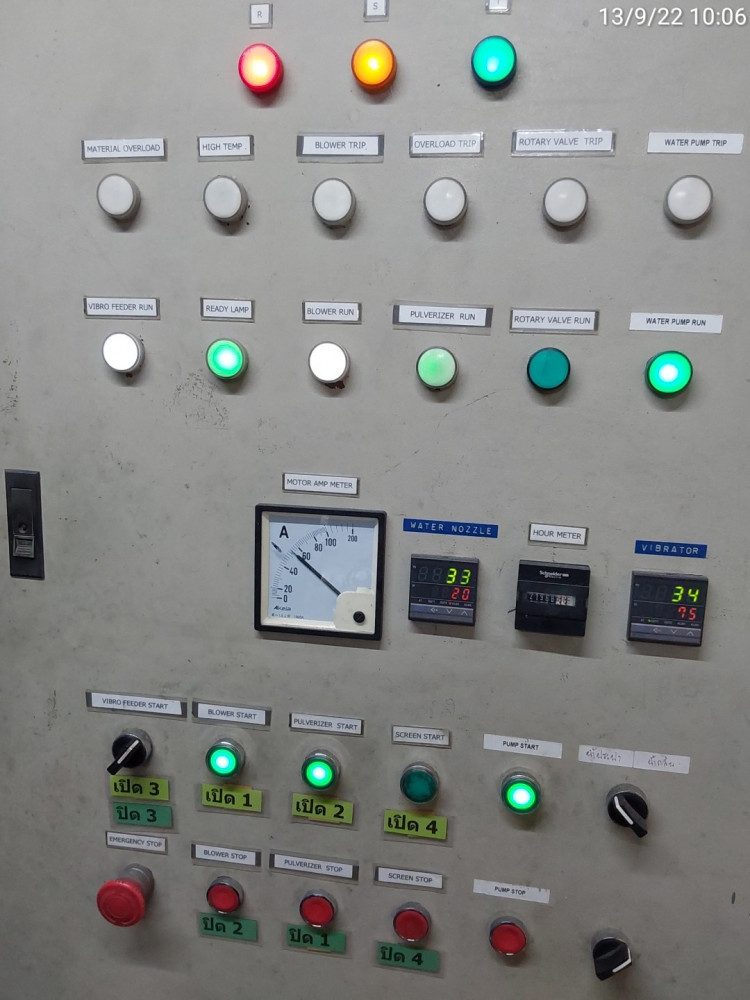 13/9/22 10:06
R
S
T
MATERIAL OVERLOAD
HIGH TEMP.
BLOWER TRIP
OVERLOAD TRIP
ROTARY VALVE TRIP
WATER PUMP TRIP
VIBRO FEEDER RUN
READY LAMP
BLOWER RUN
PULVERIZER RUN
ROTARY VALVE RUN
WATER PUMP RUN
MOTOR AMP METER
WATER NOZZLE
HOUR METER
VIBRATOR
A
200
100
80
60
40
20
0
33
20
Schneider
34
75
VIBRO FEEDER START
BLOWER START
PULVERIZER START
SCREEN START
PUMP START
เปิด 3
เปิด 1
เปิด 2
เปิด 4
ปิด 3
EMERGENCY STOP
BLOWER STOP
PULVERIZER STOP
SCREEN STOP
PUMP STOP
ปิด 2
ปิด 1
ปิด 4